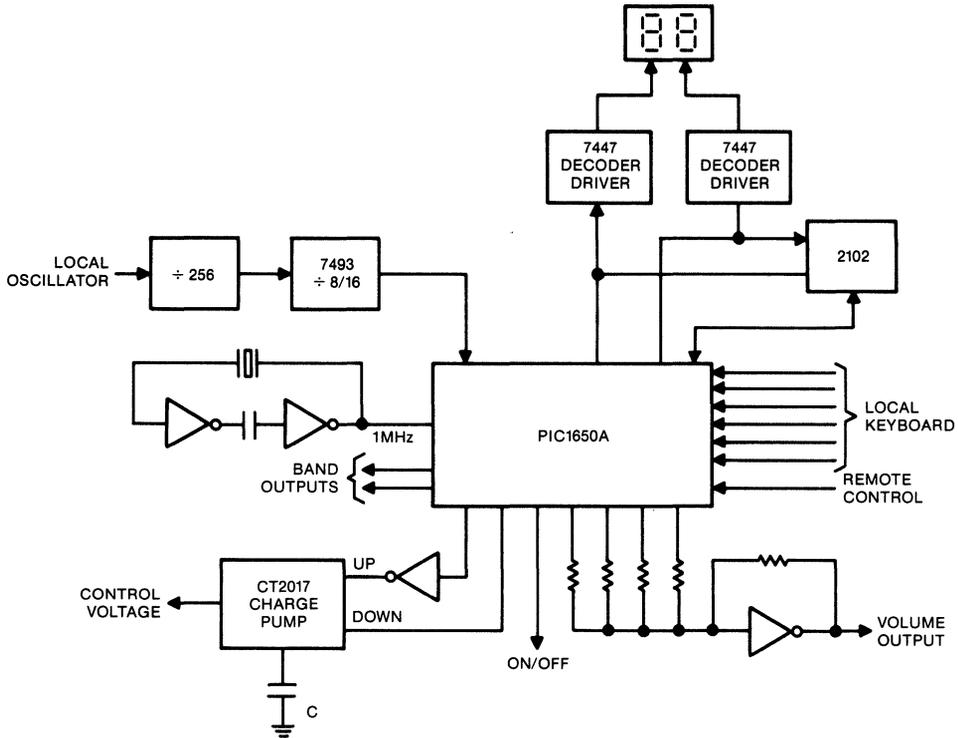 7447
DECODER
DRIVER
7447
DECODER
DRIVER
LOCAL
OSCILLATOR
÷ 256
7493
÷ 8/16
2102
1MHz
PIC1650A
LOCAL
KEYBOARD
BAND
OUTPUTS
REMOTE
CONTROL
UP
CONTROL
VOLTAGE
CT2017
CHARGE
PUMP
DOWN
ON/OFF
VOLUME
OUTPUT
C